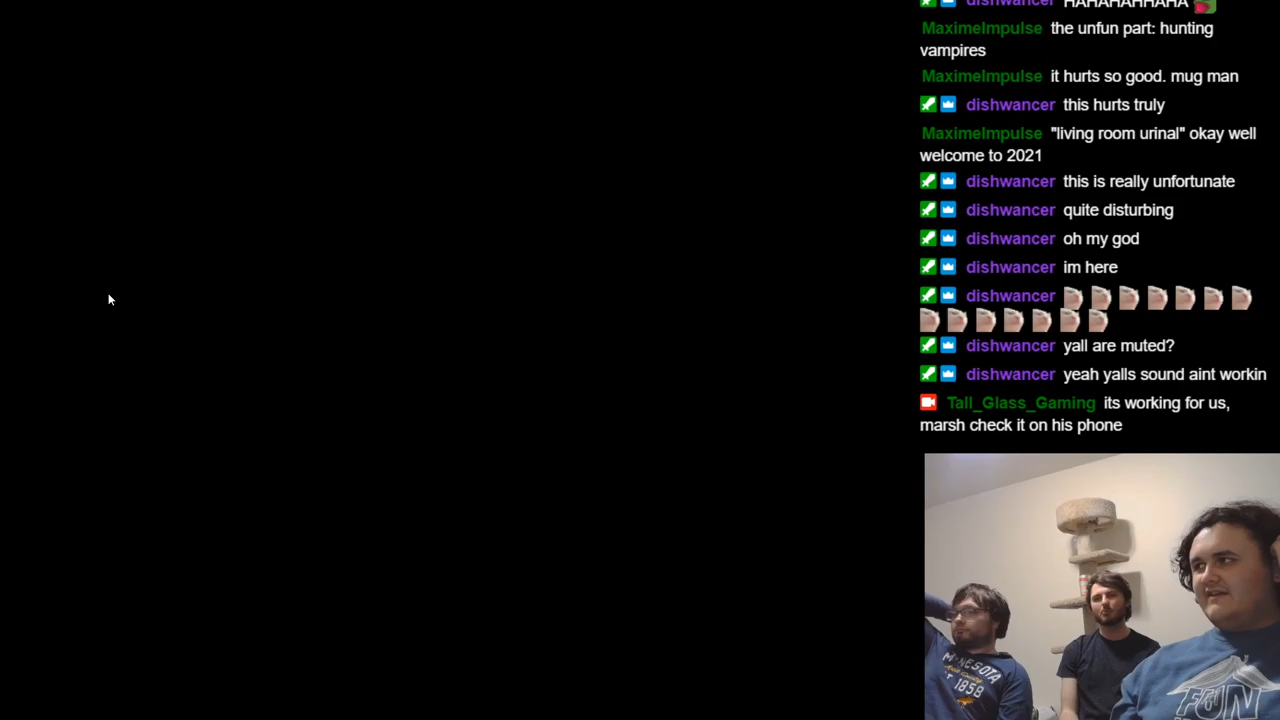 dishwancer HAHAHAHHAHA
MaximeImpulse the unfun part: hunting
vampires
MaximeImpulse it hurts so good. mug man
dishwancer this hurts truly
MaximeImpulse "living room urinal" okay well
welcome to 2021
dishwancer this is really unfortunate
dishwancer quite disturbing
dishwancer oh my god
dishwancer im here
dishwancer
dishwancer yall are muted?
dishwancer yeah yalls sound aint workin
Tall_Glass_Gaming its working for us,
marsh check it on his phone
MINNESOTA
1858
FUN